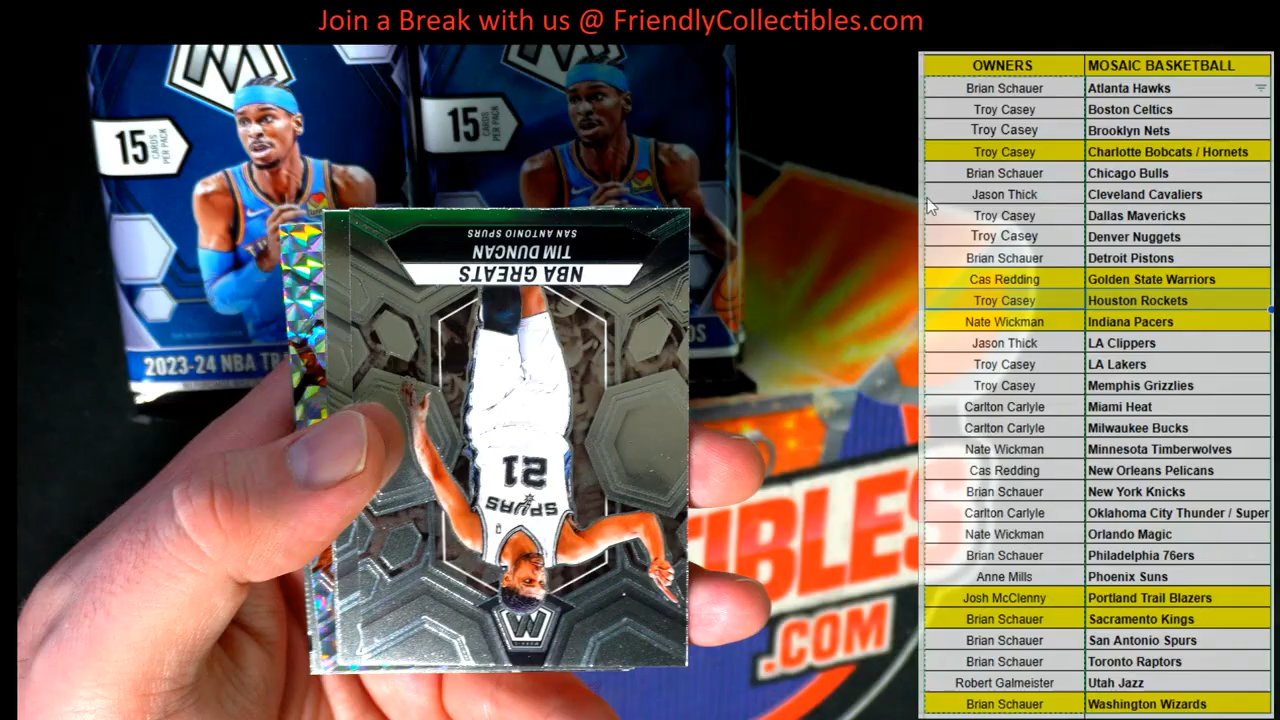 Join a Break with us @ FriendlyCollectibles.com
15
CARDS PER PACK
15
CARDS PER PACK
2023-24 NBA TR
SAN ANTONIO SPURS
TIM DUNCAN
NBA GREATS
21
SPURS
IBLES
.COM
OWNERS MOSAIC BASKETBALL
Brian Schauer Atlanta Hawks
Troy Casey Boston Celtics
Troy Casey Brooklyn Nets
Troy Casey Charlotte Bobcats / Hornets
Brian Schauer Chicago Bulls
Jason Thick Cleveland Cavaliers
Troy Casey Dallas Mavericks
Troy Casey Denver Nuggets
Brian Schauer Detroit Pistons
Cas Redding Golden State Warriors
Troy Casey Houston Rockets
Nate Wickman Indiana Pacers
Jason Thick LA Clippers
Troy Casey LA Lakers
Troy Casey Memphis Grizzlies
Carlton Carlyle Miami Heat
Carlton Carlyle Milwaukee Bucks
Nate Wickman Minnesota Timberwolves
Cas Redding New Orleans Pelicans
Brian Schauer New York Knicks
Carlton Carlyle Oklahoma City Thunder / Super
Nate Wickman Orlando Magic
Brian Schauer Philadelphia 76ers
Anne Mills Phoenix Suns
Josh McClenny Portland Trail Blazers
Brian Schauer Sacramento Kings
Brian Schauer San Antonio Spurs
Brian Schauer Toronto Raptors
Robert Galmeister Utah Jazz
Brian Schauer Washington Wizards